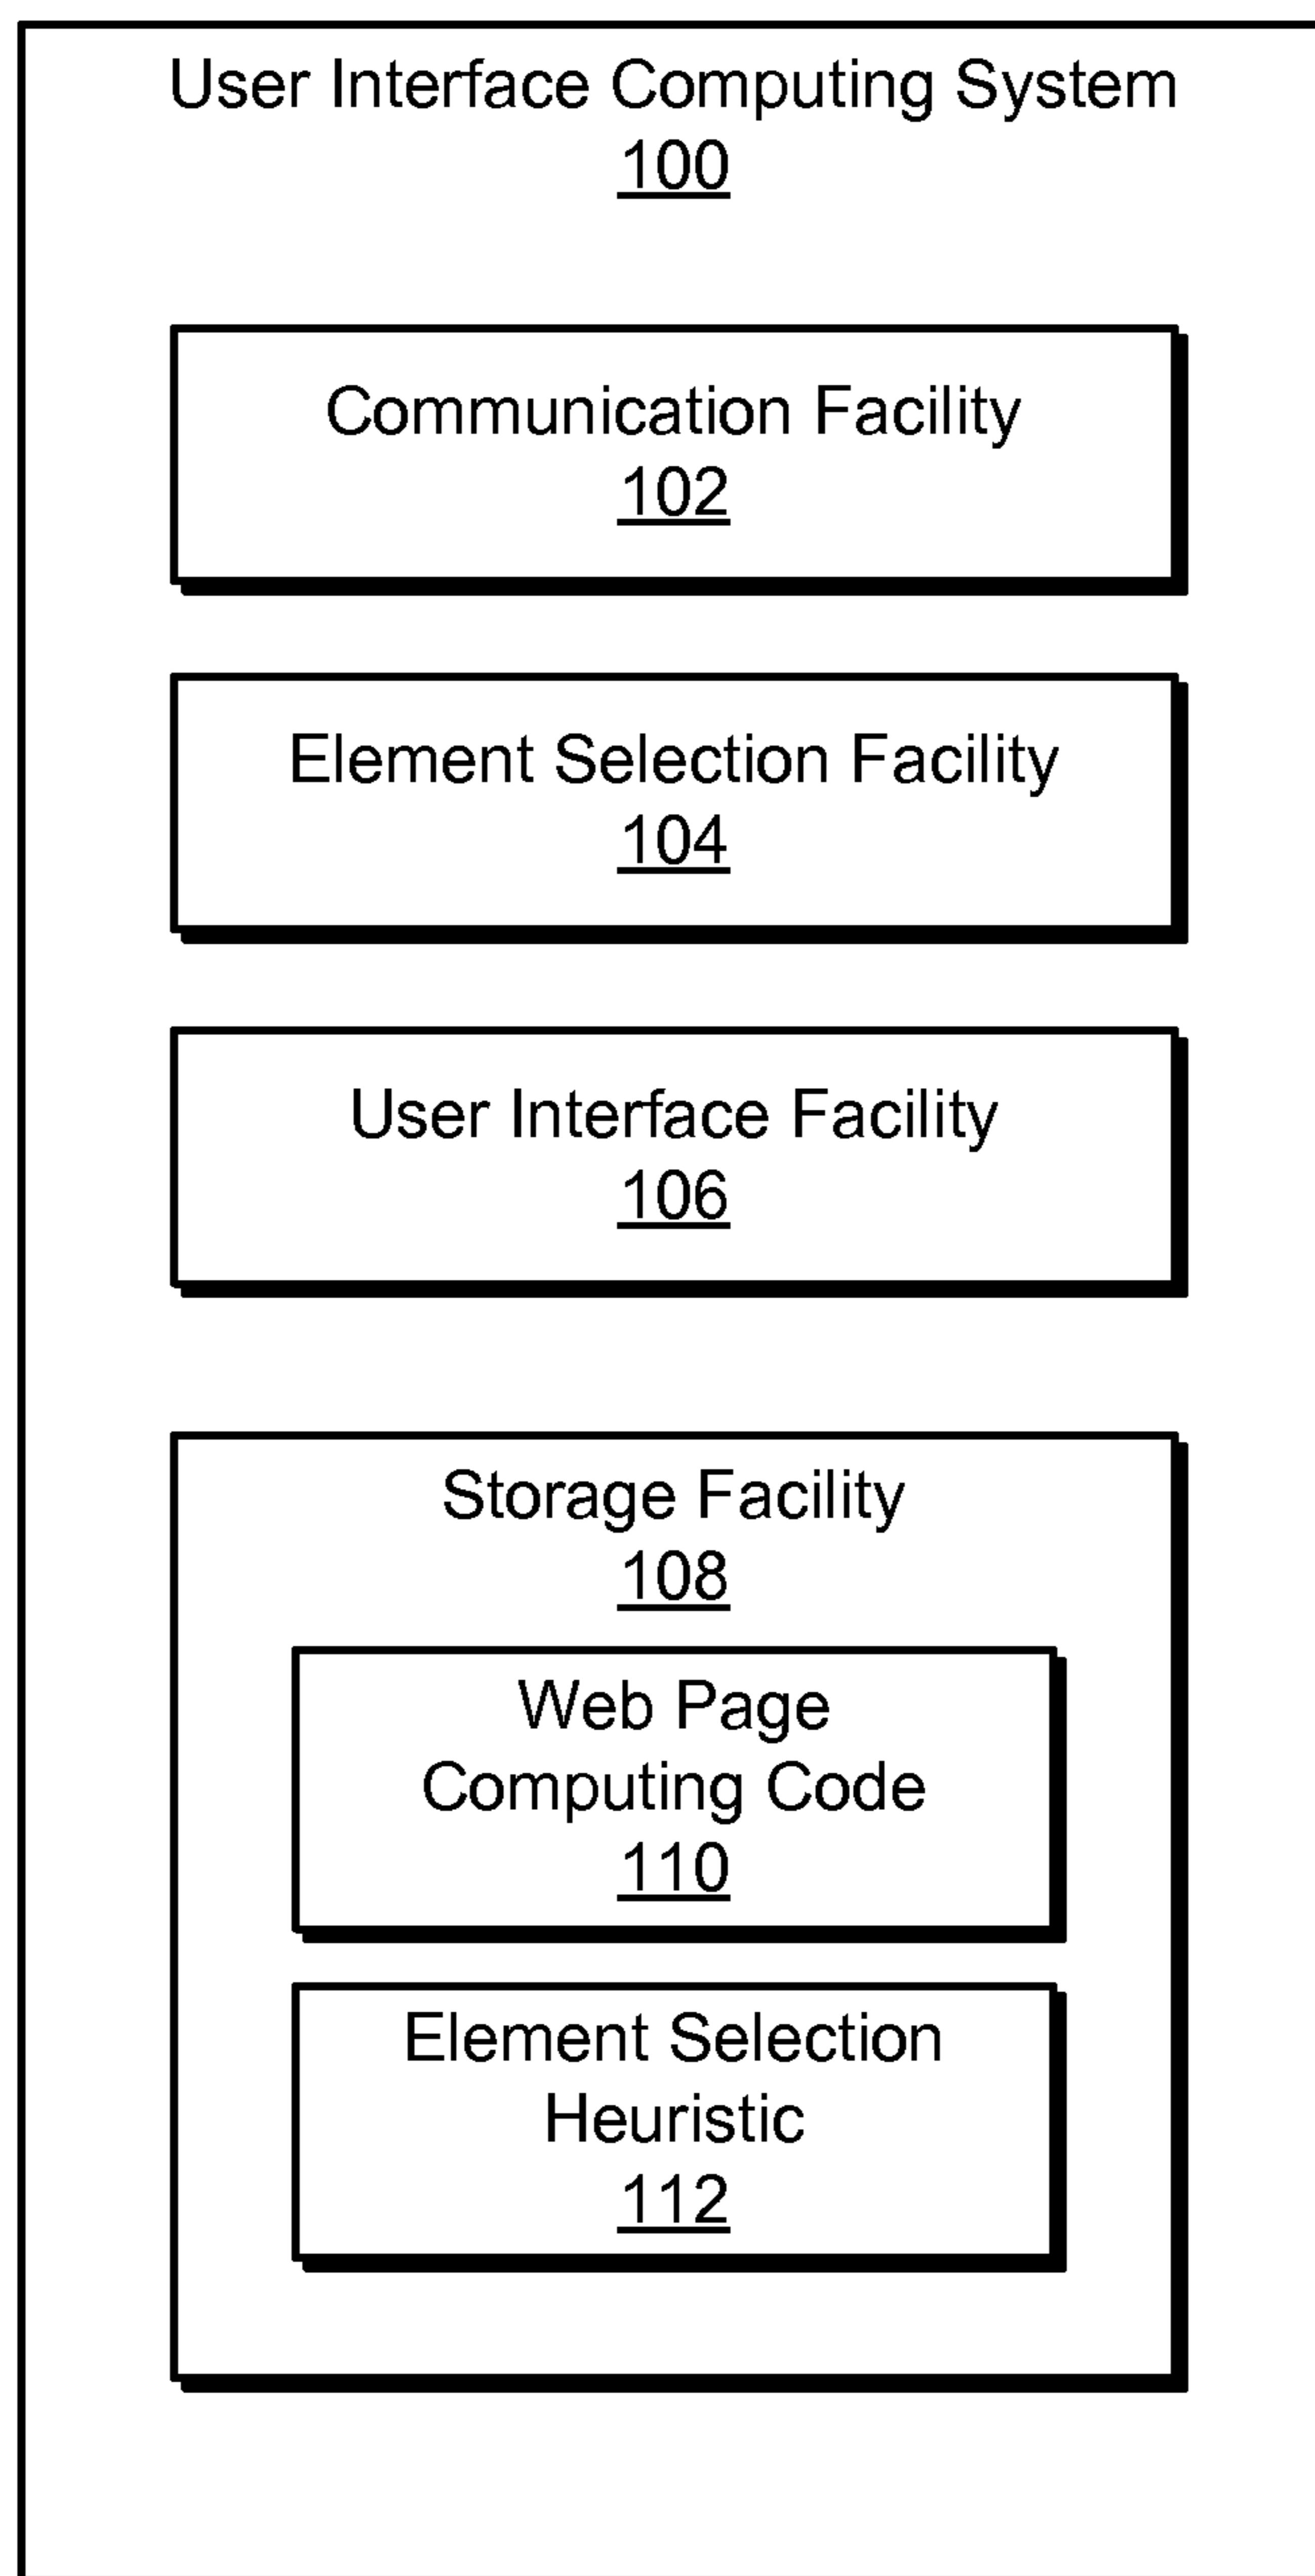 User Interface Computing System
100
Communication Facility
102
Element Selection Facility
104
User Interface Facility
106
Storage Facility
108
Web Page
Computing Code
110
Element Selection
Heuristic
112